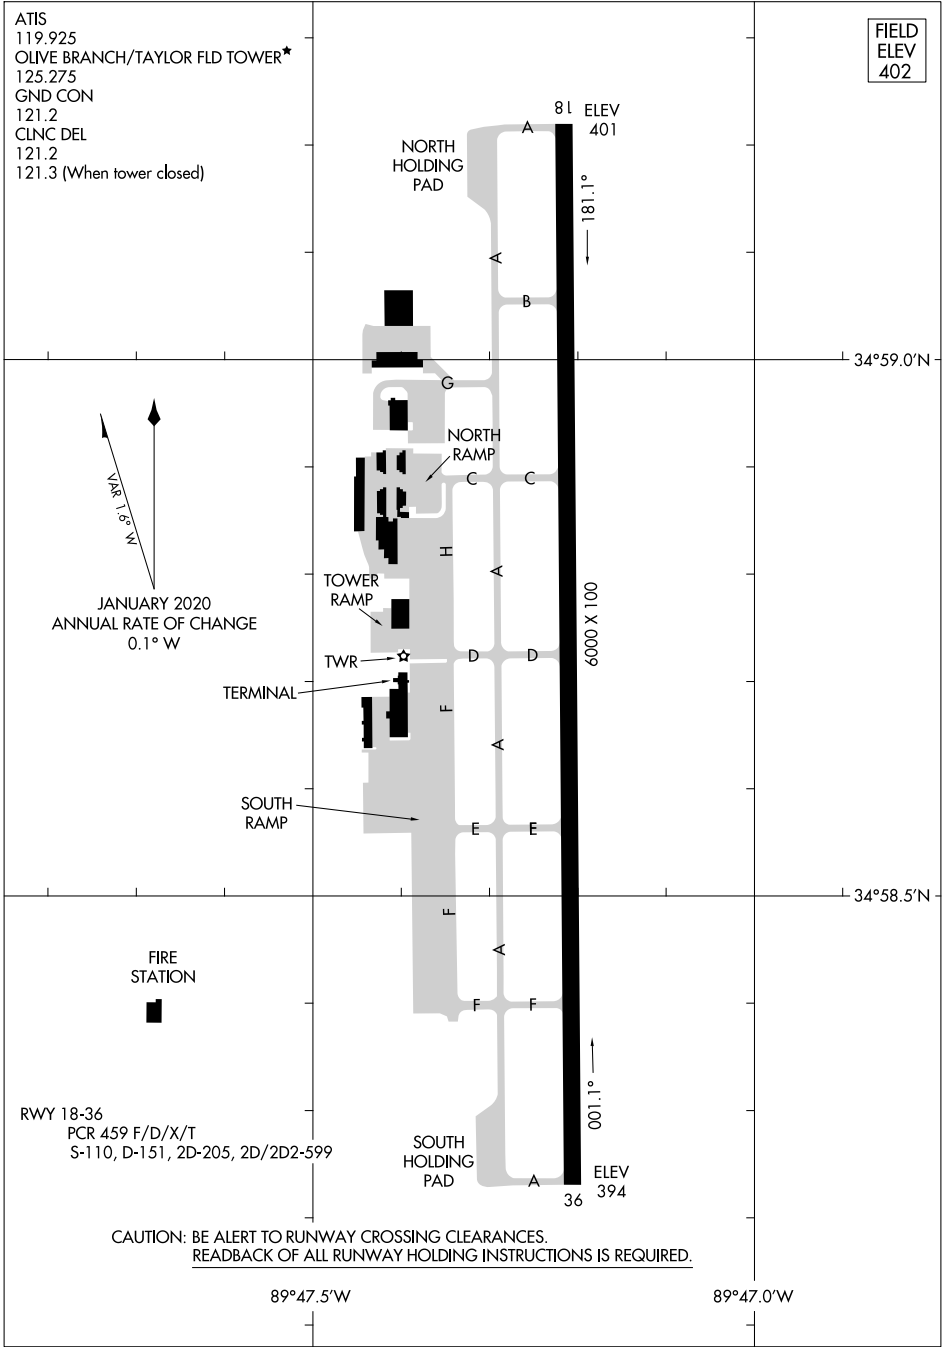 ATIS
119.925
OLIVE BRANCH/TAYLOR FLD TOWER★
125.275
GND CON
121.2
CLNC DEL
121.2
121.3 (When tower closed)
FIELD
ELEV
402
18
ELEV
401
A
NORTH
HOLDING
PAD
181.1°
A
B
34°59.0'N
G
NORTH
RAMP
C
C
VAR 1.6° W
H
A
TOWER
RAMP
6000 X 100
JANUARY 2020
ANNUAL RATE OF CHANGE
0.1° W
TWR
D
D
TERMINAL
F
A
SOUTH
RAMP
E
E
34°58.5'N
F
A
FIRE
STATION
F
F
001.1°
RWY 18-36
PCR 459 F/D/X/T
S-110, D-151, 2D-205, 2D/2D2-599
SOUTH
HOLDING
PAD
A
36
ELEV
394
CAUTION: BE ALERT TO RUNWAY CROSSING CLEARANCES.
READBACK OF ALL RUNWAY HOLDING INSTRUCTIONS IS REQUIRED.
89°47.5'W
89°47.0'W